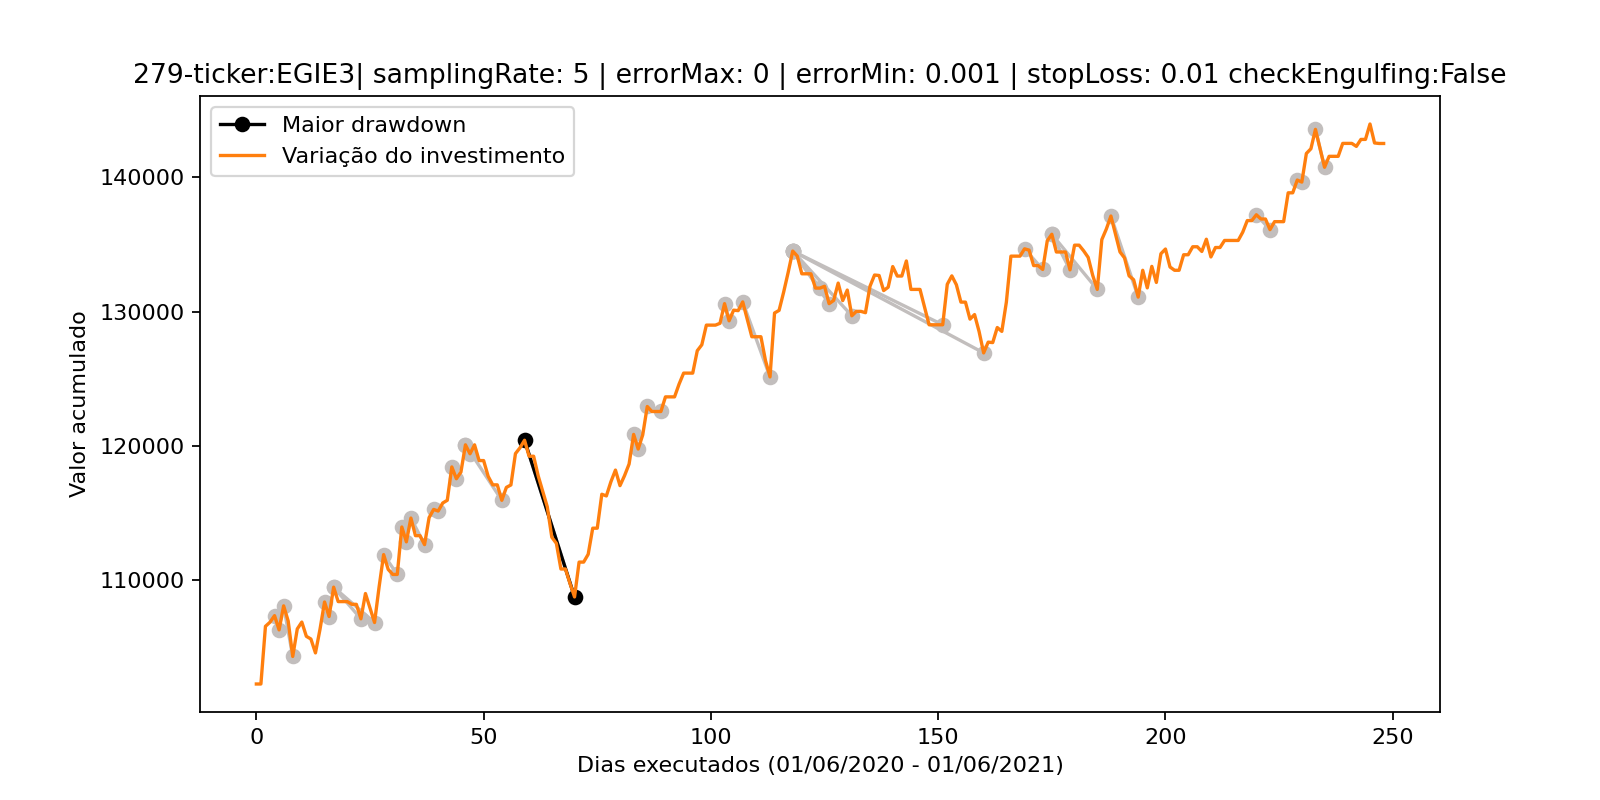 279-ticker:EGIE3| samplingRate: 5 | errorMax: 0 | errorMin: 0.001 | stopLoss: 0.01 checkEngulfing:False
Maior drawdown
Variação do investimento
140000
130000
120000
110000
Valor acumulado
0 50 100 150 200 250
Dias executados (01/06/2020 - 01/06/2021)